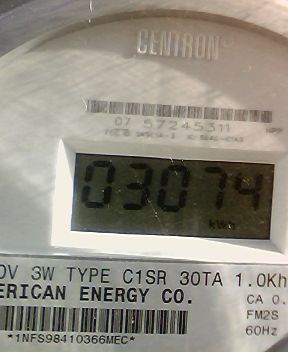 CENTRON
07 57245311
03074
kWh
0V 3W TYPE C1SR 30TA 1.0Kh
ERICAN ENERGY CO.
CA 0.
FM2S
60Hz
*1NFS98410366MEC*